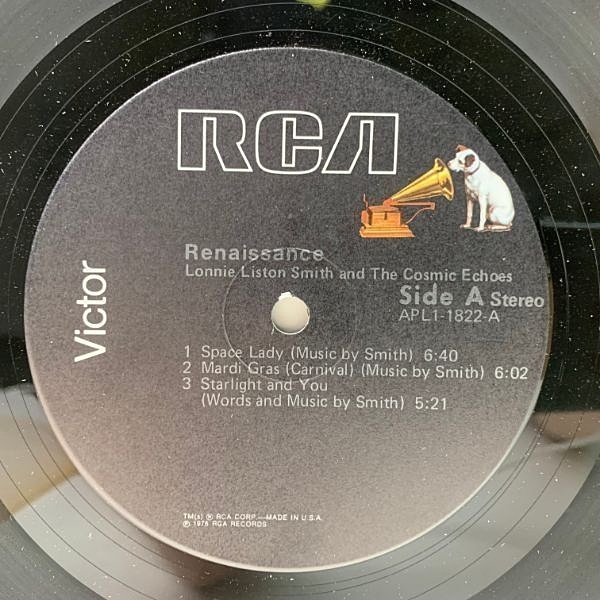 RCA
Victor
Renaissance
Lonnie Liston Smith and The Cosmic Echoes
Side A Stereo
APL1-1822-A
1 Space Lady (Music by Smith) 6:40
2 Mardi Gras (Carnival) (Music by Smith) 6:02
3 Starlight and You
(Words and Music by Smith) 5:21
TM(s) ® RCA CORP.—MADE IN U.S.A.
℗ 1976 RCA RECORDS